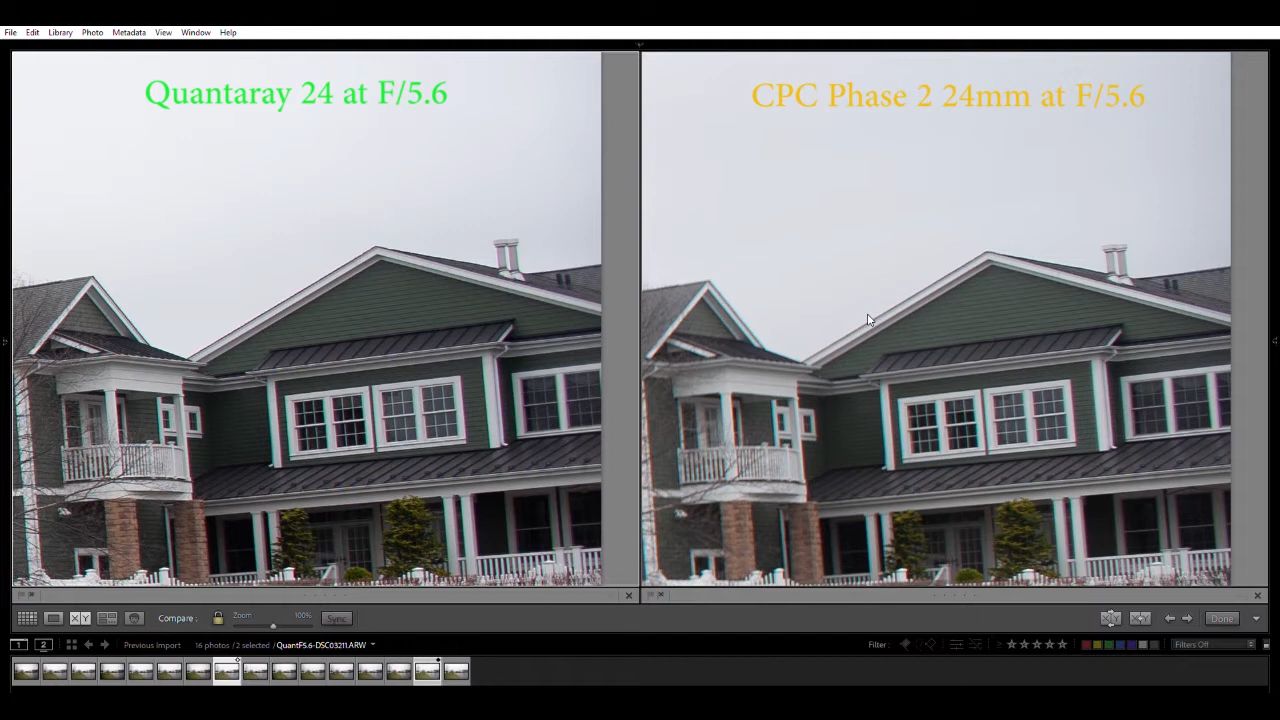 File Edit Library Photo Metadata View Window Help
Quantaray 24 at F/5.6
CPC Phase 2 24mm at F/5.6
XY Compare : Zoom 100% Sync
Done
1 2 Previous Import 16 photos / 2 selected / QuantF5.6-DSC03211.ARW
Filter : Filters Off